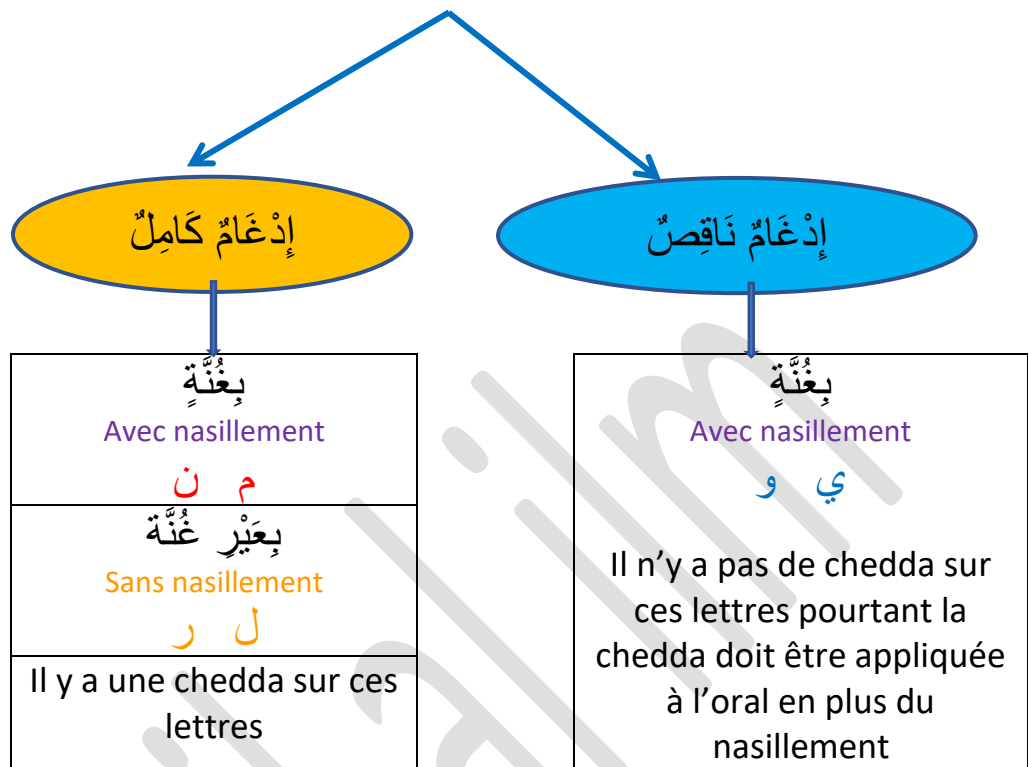 إِدْغَامٌ كَامِلٌ
بِغُنَّةٍ
Avec nasillement
م ن
بِعَيْرِ غُنَّة
Sans nasillement
ل ر
Il y a une chedda sur ces
lettres
إِدْغَامٌ نَاقِصٌ
بِغُنَّةٍ
Avec nasillement
ي و
Il n’y a pas de chedda sur
ces lettres pourtant la
chedda doit être appliquée
à l’oral en plus du
nasillement